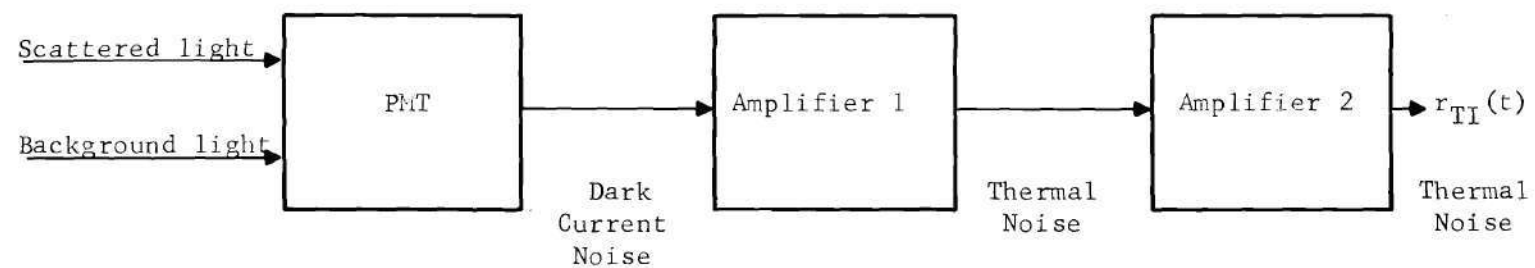 Scattered light
Background light
PMT
Dark
Current
Noise
Amplifier 1
Thermal
Noise
Amplifier 2
r_TI(t)
Thermal
Noise